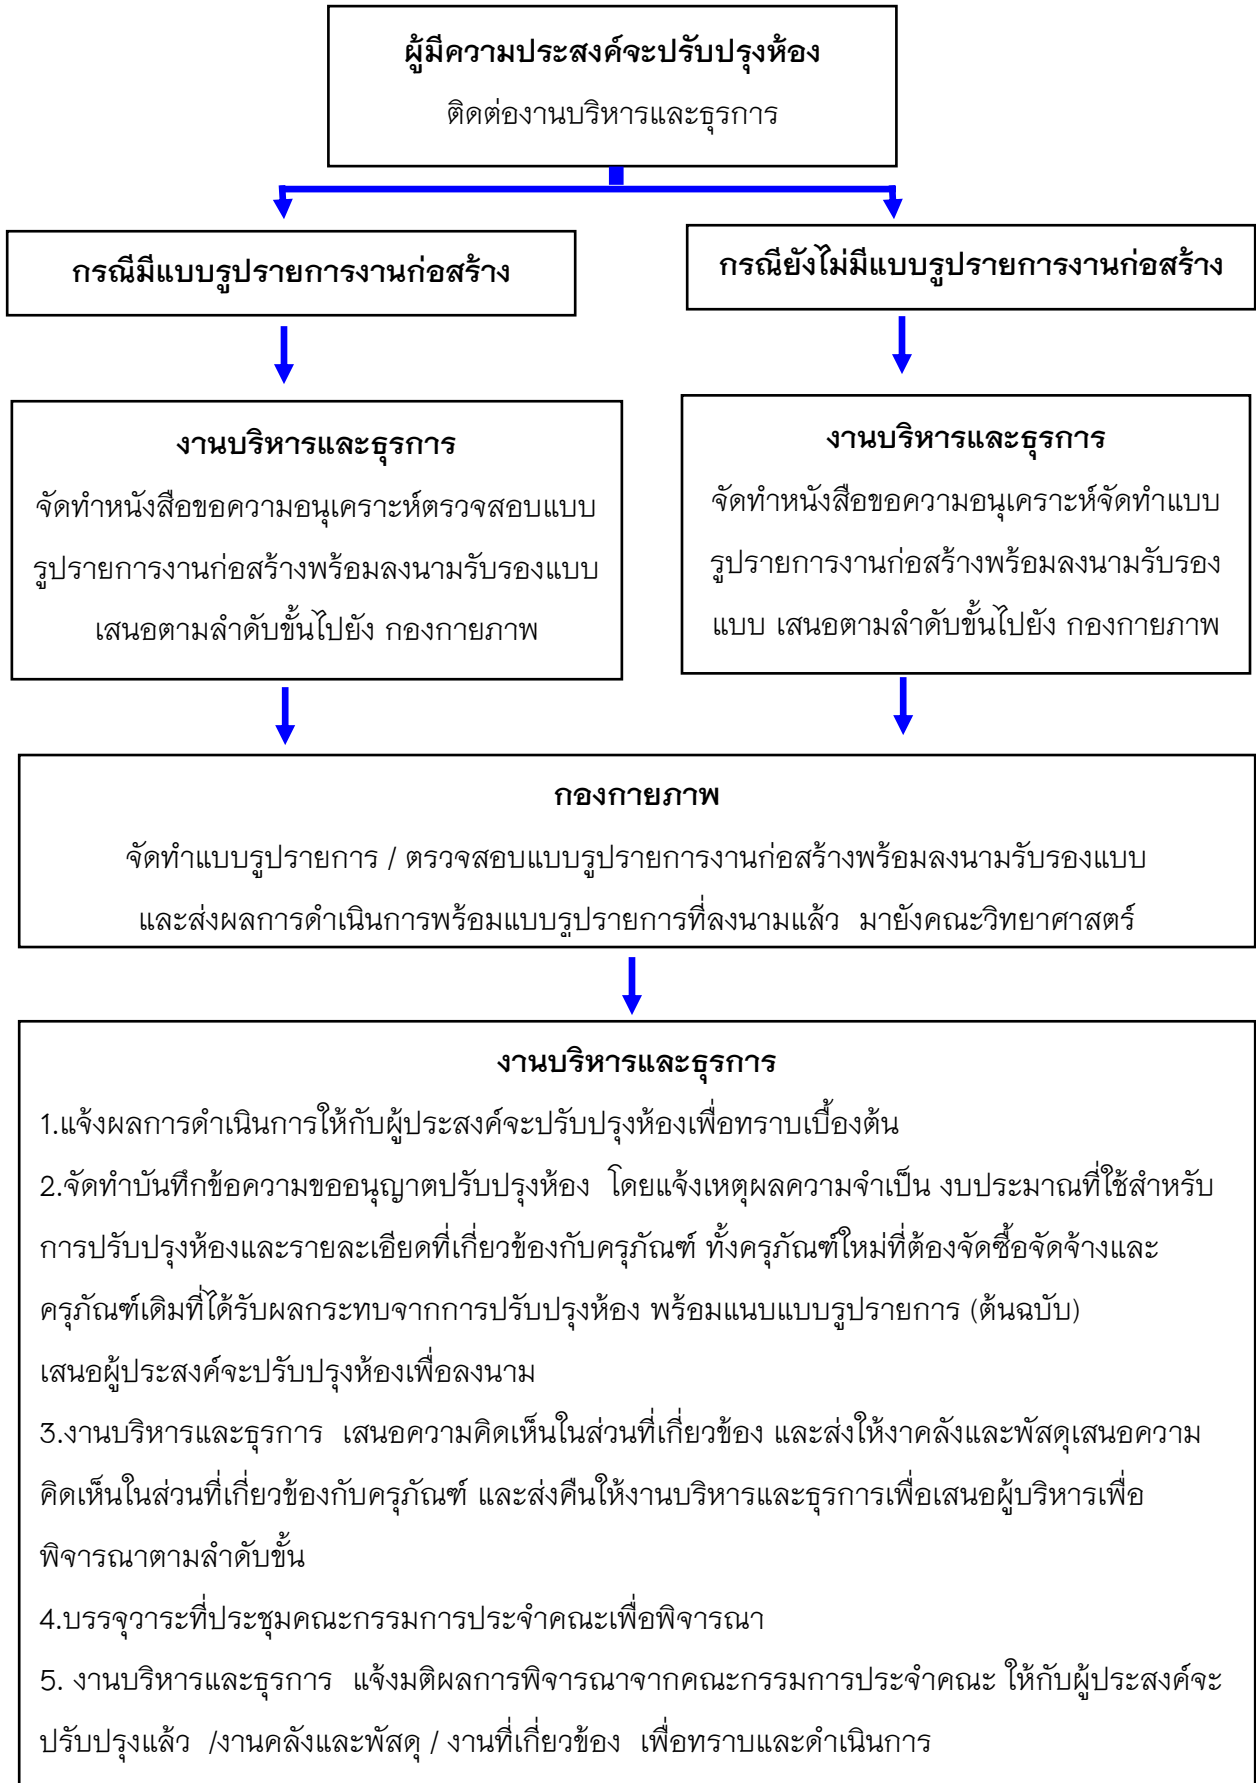 ผู้มีความประสงค์จะปรับปรุงห้อง
ติดต่องานบริหารและธุรการ
กรณีมีแบบรูปรายการงานก่อสร้าง
กรณียังไม่มีแบบรูปรายการงานก่อสร้าง
งานบริหารและธุรการ
จัดทำหนังสือขอความอนุเคราะห์ตรวจสอบแบบ
รูปรายการงานก่อสร้างพร้อมลงนามรับรองแบบ
เสนอตามลำดับขั้นไปยัง กองกายภาพ
งานบริหารและธุรการ
จัดทำหนังสือขอความอนุเคราะห์จัดทำแบบ
รูปรายการงานก่อสร้างพร้อมลงนามรับรอง
แบบ เสนอตามลำดับขั้นไปยัง กองกายภาพ
กองกายภาพ
จัดทำแบบรูปรายการ / ตรวจสอบแบบรูปรายการงานก่อสร้างพร้อมลงนามรับรองแบบ
และส่งผลการดำเนินการพร้อมแบบรูปรายการที่ลงนามแล้ว มายังคณะวิทยาศาสตร์
งานบริหารและธุรการ
1.แจ้งผลการดำเนินการให้กับผู้ประสงค์จะปรับปรุงห้องเพื่อทราบเบื้องต้น
2.จัดทำบันทึกข้อความขออนุญาตปรับปรุงห้อง โดยแจ้งเหตุผลความจำเป็น งบประมาณที่ใช้สำหรับ
การปรับปรุงห้องและรายละเอียดที่เกี่ยวข้องกับครุภัณฑ์ ทั้งครุภัณฑ์ใหม่ที่ต้องจัดซื้อจัดจ้างและ
ครุภัณฑ์เดิมที่ได้รับผลกระทบจากการปรับปรุงห้อง พร้อมแนบแบบรูปรายการ (ต้นฉบับ)
เสนอผู้ประสงค์จะปรับปรุงห้องเพื่อลงนาม
3.งานบริหารและธุรการ เสนอความคิดเห็นในส่วนที่เกี่ยวข้อง และส่งให้งาคลังและพัสดุเสนอความ
คิดเห็นในส่วนที่เกี่ยวข้องกับครุภัณฑ์ และส่งคืนให้งานบริหารและธุรการเพื่อเสนอผู้บริหารเพื่อ
พิจารณาตามลำดับขั้น
4.บรรจุวาระที่ประชุมคณะกรรมการประจำคณะเพื่อพิจารณา
5. งานบริหารและธุรการ แจ้งมติผลการพิจารณาจากคณะกรรมการประจำคณะ ให้กับผู้ประสงค์จะ
ปรับปรุงแล้ว /งานคลังและพัสดุ / งานที่เกี่ยวข้อง เพื่อทราบและดำเนินการ